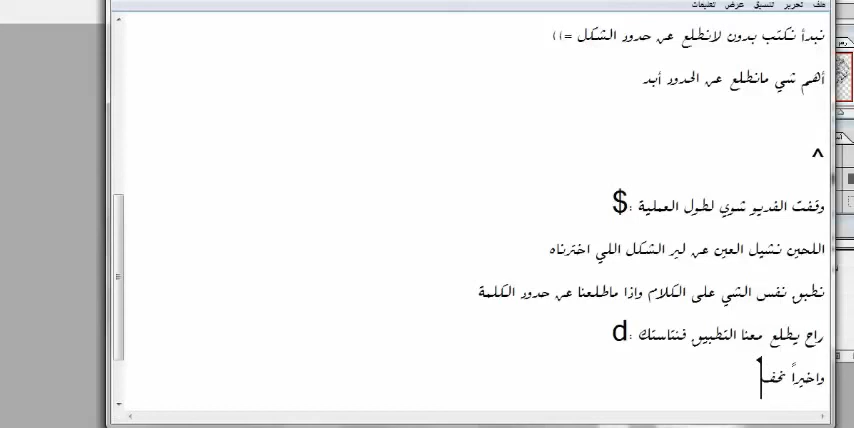 ملف تحرير تنسيق عرض تعليمات
نبدأ نكتب بدون لانطلع عن حدود الشكل =))
أهم شي مانطلع عن الحدود أبد
^
وقفت الفديو شوي لطول العملية :$
اللحين نشيل العين عن لير الشكل اللي اخترناه
نطبق نفس الشي على الكلام واذا ماطلعنا عن حدود الكلمة
راح يطلع معنا التطبيق فنتاستك :d
واخيراً نحف